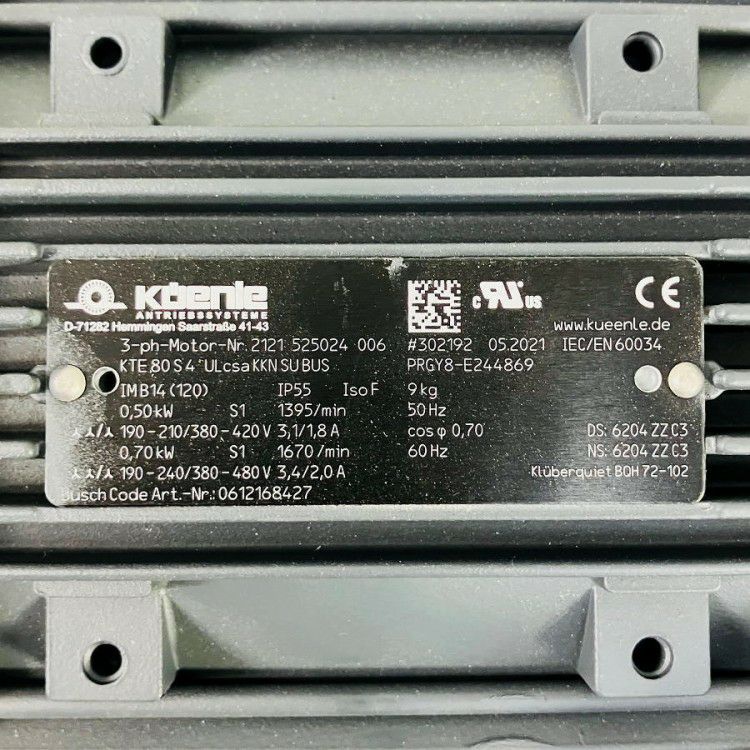 KÜenle
ANTRIEBSSYSTEME
D-71282 Hemmingen Saarstraße 41-43
c RU US CE
www.kueenle.de
3-ph-Motor-Nr. 2121 525024 006 #302192 05.2021 IEC/EN 60034
KTE 80 S 4 ULcsa KKN SU BUS PRGY8-E244869
IM B14 (120) IP55 Iso F 9 kg
0,50 kW S1 1395/min 50 Hz
⅄⅄/⅄ 190-210/380-420 V 3,1/1,8 A cos φ 0,70 DS: 6204 ZZ C3
0,70 kW S1 1670/min 60 Hz NS: 6204 ZZ C3
⅄⅄/⅄ 190-240/380-480 V 3,4/2,0 A Klüberquiet BQH 72-102
Busch Code Art.-Nr.: 0612168427